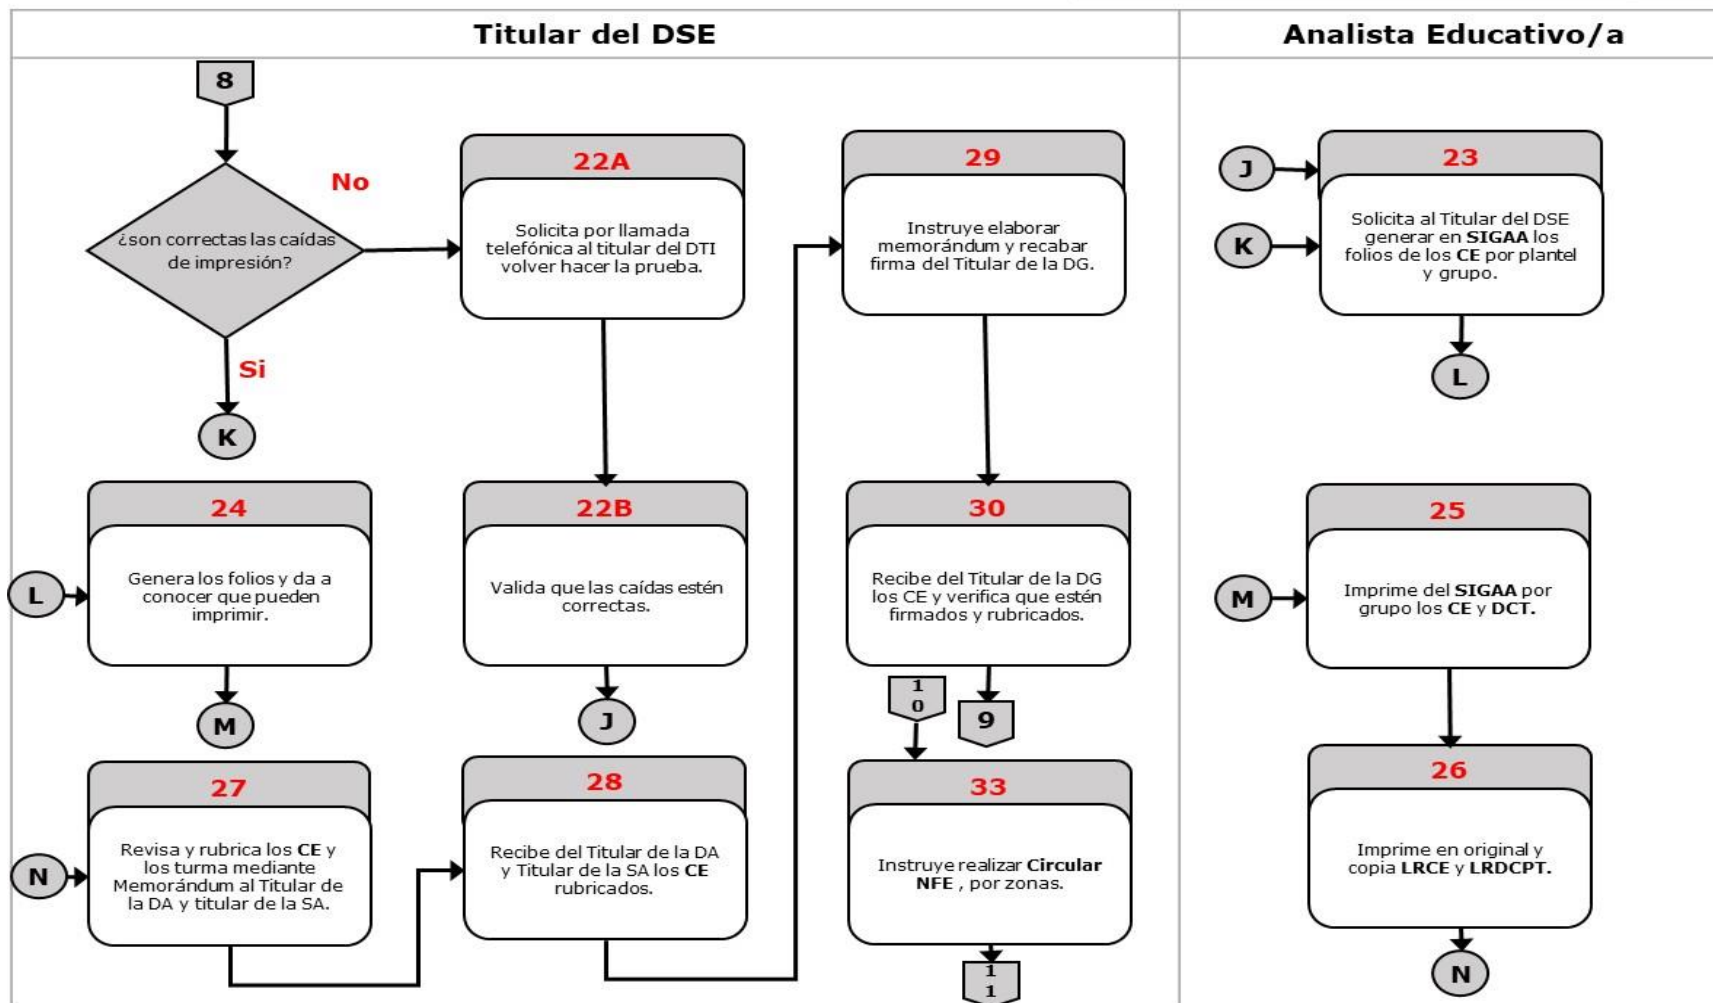 Titular del DSE
Analista Educativo/a
8
¿son correctas las caídas
de impresión?
No
Si
K
22A
Solicita por llamada
telefónica al titular del DTI
volver hacer la prueba.
29
Instruye elaborar
memorándum y recabar
firma del Titular de la DG.
J
K
23
Solicita al Titular del DSE
generar en SIGAA los
folios de los CE por plantel
y grupo.
L
L
24
Genera los folios y da a
conocer que pueden
imprimir.
M
22B
Valida que las caídas estén
correctas.
J
30
Recibe del Titular de la DG
los CE y verifica que estén
firmados y rubricados.
9
M
25
Imprime del SIGAA por
grupo los CE y DCT.
N
27
Revisa y rubrica los CE y
los turma mediante
Memorándum al Titular de
la DA y titular de la SA.
28
Recibe del Titular de la DA
y Titular de la SA los CE
rubricados.
1
0
33
Instruye realizar Circular
NFE , por zonas.
1
1
26
Imprime en original y
copia LRCE y LRDCPT.
N